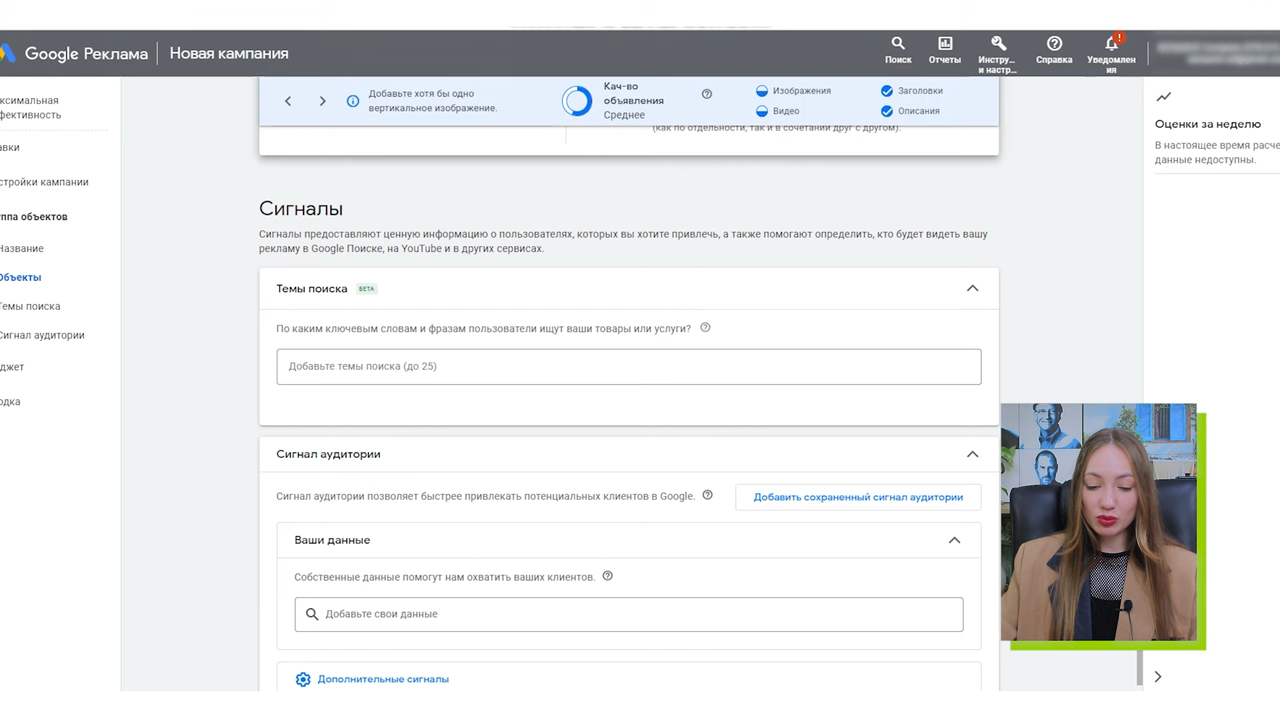 Google Реклама
Новая кампания
Поиск
Отчеты
Инстру...
и настр...
Справка
Уведомлен
ия
ксимальная
фективность
авки
стройки кампании
ппа объектов
Название
Объекты
Темы поиска
Сигнал аудитории
джет
одка
Добавьте хотя бы одно
вертикальное изображение.
Кач-во
объявления
Среднее
Изображения
Заголовки
Видео
Описания
(как по отдельности, так и в сочетании друг с другом).
Сигналы
Сигналы предоставляют ценную информацию о пользователях, которых вы хотите привлечь, а также помогают определить, кто будет видеть вашу
рекламу в Google Поиске, на YouTube и в других сервисах.
Темы поиска BETA
По каким ключевым словам и фразам пользователи ищут ваши товары или услуги?
Добавьте темы поиска (до 25)
Сигнал аудитории
Сигнал аудитории позволяет быстрее привлекать потенциальных клиентов в Google.
Добавить сохраненный сигнал аудитории
Ваши данные
Собственные данные помогут нам охватить ваших клиентов.
Добавьте свои данные
Дополнительные сигналы
Оценки за неделю
В настоящее время расче
данные недоступны.